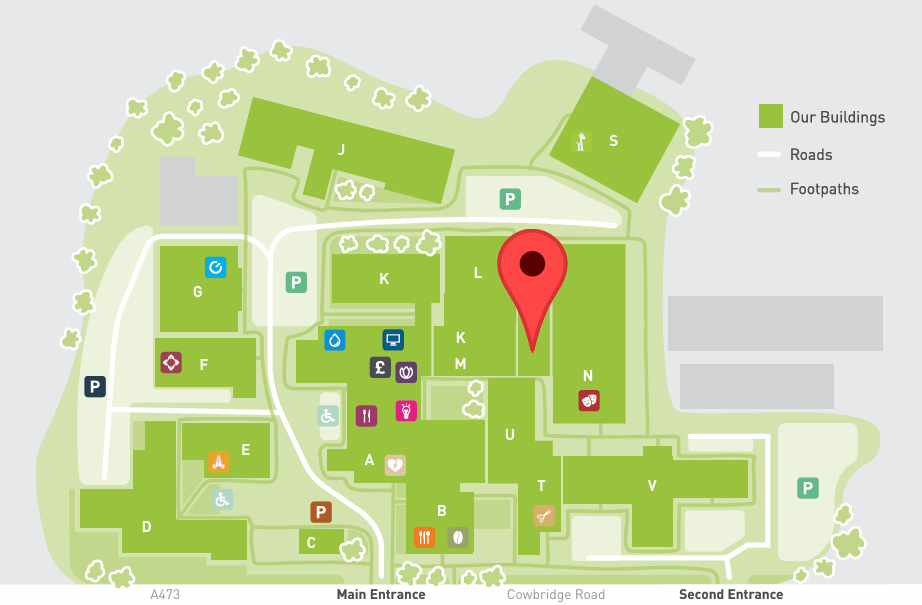 J
S
Our Buildings
Roads
Footpaths
P
G
P
K
L
F
K
£
M
P
N
E
A
U
D
P
C
B
T
V
P
A473
Main Entrance
Cowbridge Road
Second Entrance